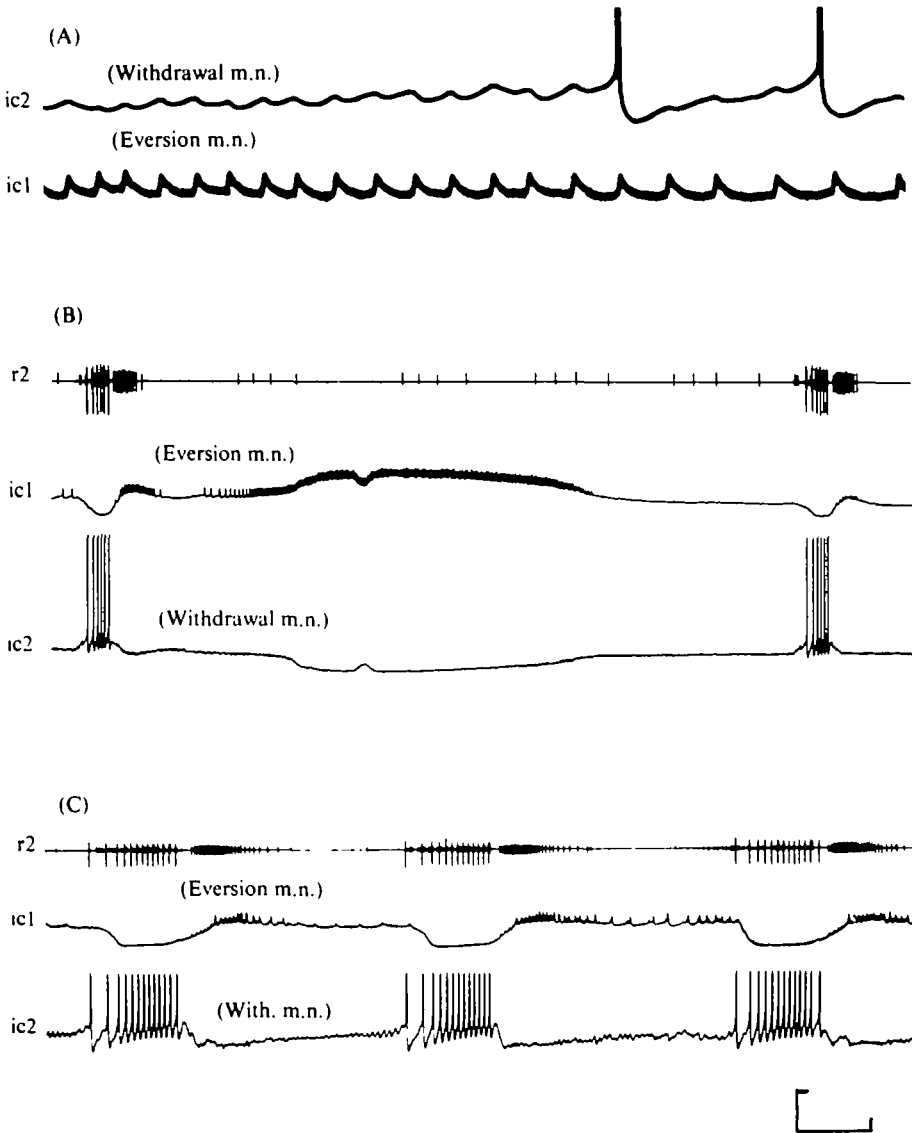 (A)
(Withdrawal m.n.)
ic2
(Eversion m.n.)
ic1
(B)
r2
(Eversion m.n.)
ic1
(Withdrawal m.n.)
ic2
(C)
r2
(Eversion m.n.)
ic1
(With. m.n.)
ic2